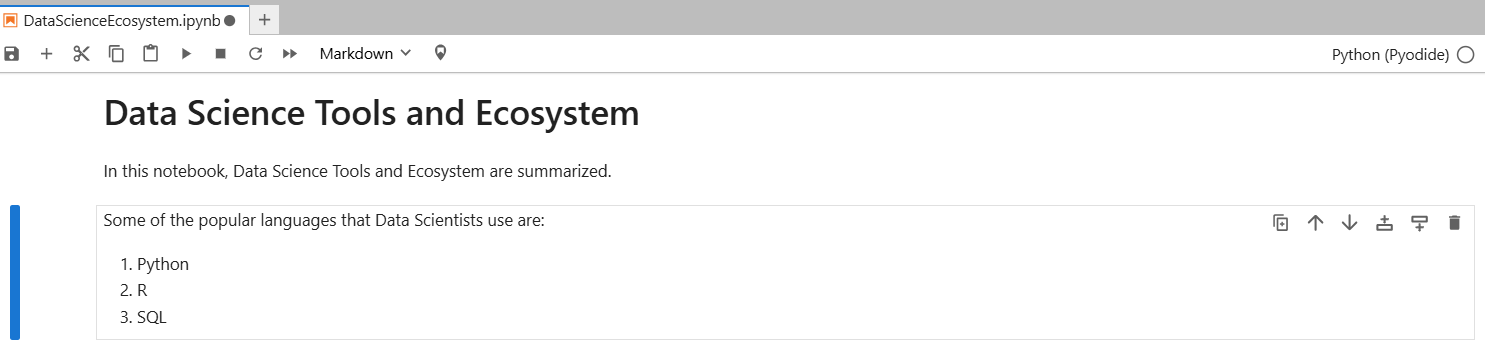 DataScienceEcosystem.ipynb
Markdown
Python (Pyodide)
Data Science Tools and Ecosystem
In this notebook, Data Science Tools and Ecosystem are summarized.
Some of the popular languages that Data Scientists use are:
1. Python
2. R
3. SQL